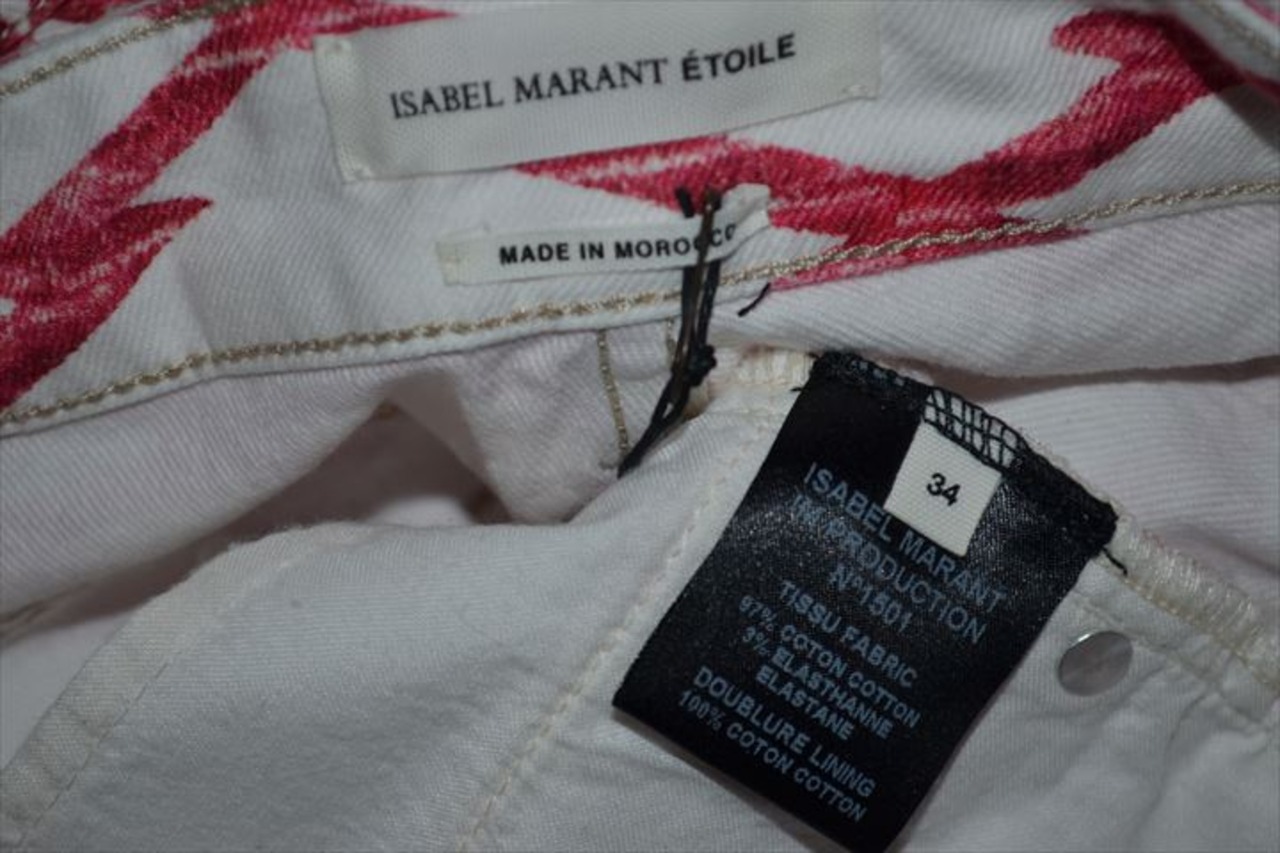 ISABEL MARANT ÉTOILE
MADE IN MOROCCO
34
ISABEL MARANT
IM PRODUCTION
N°1501
TISSU FABRIC
97% COTON COTTON
3% ELASTHANNE
ELASTANE
DOUBLURE LINING
100% COTON COTTON